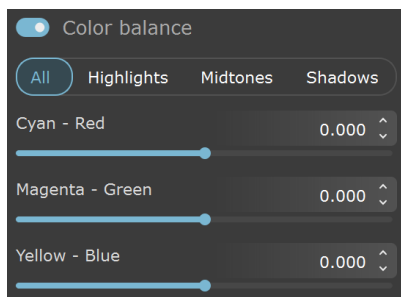 Color balance
All Highlights Midtones Shadows
Cyan - Red 0.000
Magenta - Green 0.000
Yellow - Blue 0.000